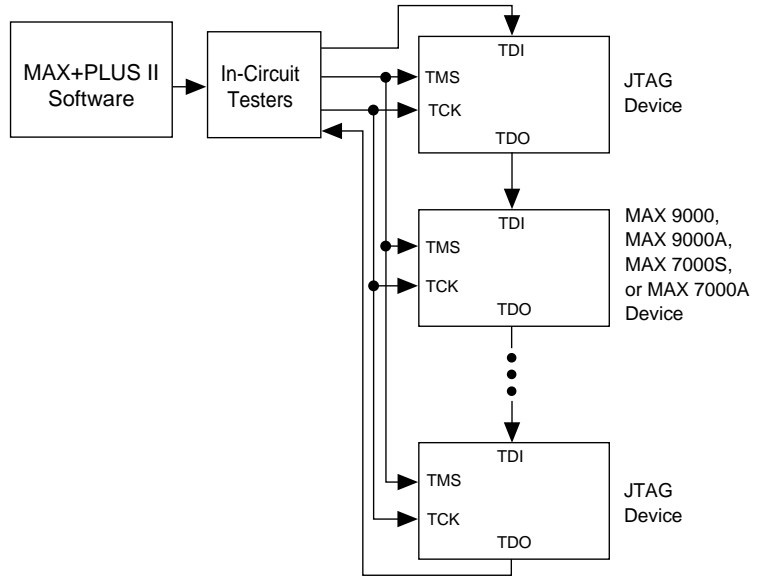 MAX+PLUS II
Software
In-Circuit
Testers
TDI
TMS
TCK
TDO
JTAG
Device
TDI
TMS
TCK
TDO
MAX 9000,
MAX 9000A,
MAX 7000S,
or MAX 7000A
Device
TDI
TMS
TCK
TDO
JTAG
Device